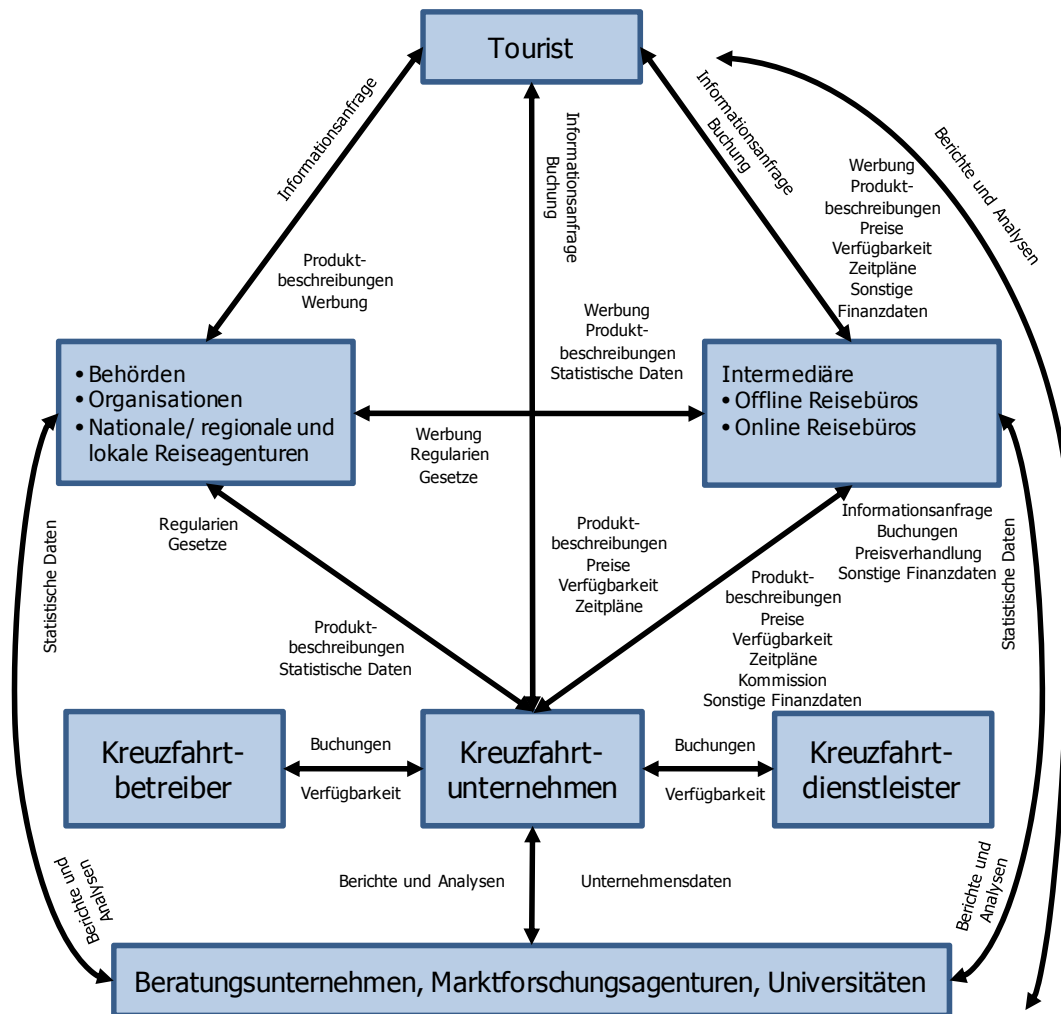 Tourist
Informationsanfrage
Informationsanfrage
Buchung
Informationsanfrage
Buchung
Berichte und Analysen
Werbung
Produkt-
beschreibungen
Preise
Verfügbarkeit
Zeitpläne
Sonstige
Finanzdaten
Produkt-
beschreibungen
Werbung
Werbung
Produkt-
beschreibungen
Statistische Daten
• Behörden
• Organisationen
• Nationale/ regionale und
lokale Reiseagenturen
Intermediäre
• Offline Reisebüros
• Online Reisebüros
Werbung
Regularien
Gesetze
Regularien
Gesetze
Statistische Daten
Produkt-
beschreibungen
Preise
Verfügbarkeit
Zeitpläne
Informationsanfrage
Buchungen
Preisverhandlung
Sonstige Finanzdaten
Statistische Daten
Produkt-
beschreibungen
Statistische Daten
Produkt-
beschreibungen
Preise
Verfügbarkeit
Zeitpläne
Kommission
Sonstige Finanzdaten
Kreuzfahrt-
betreiber
Buchungen
Verfügbarkeit
Kreuzfahrt-
unternehmen
Buchungen
Verfügbarkeit
Kreuzfahrt-
dienstleister
Berichte und
Analysen
Berichte und Analysen
Unternehmensdaten
Berichte und
Analysen
Beratungsunternehmen, Marktforschungsagenturen, Universitäten